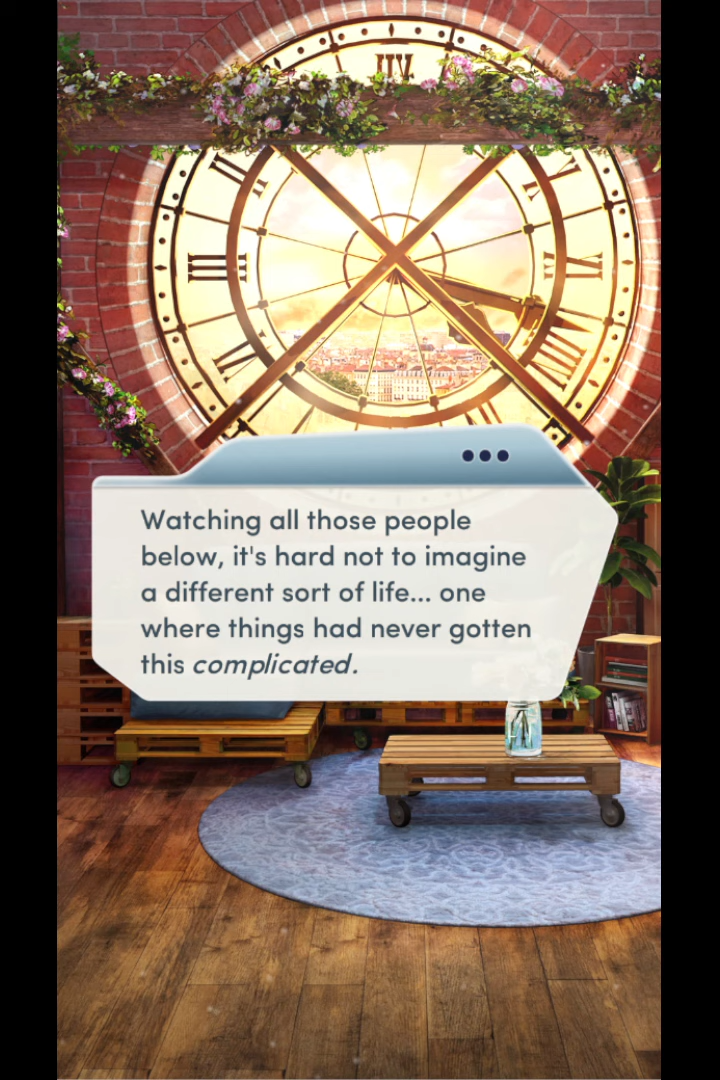 Watching all those people
below, it's hard not to imagine
a different sort of life... one
where things had never gotten
this complicated.